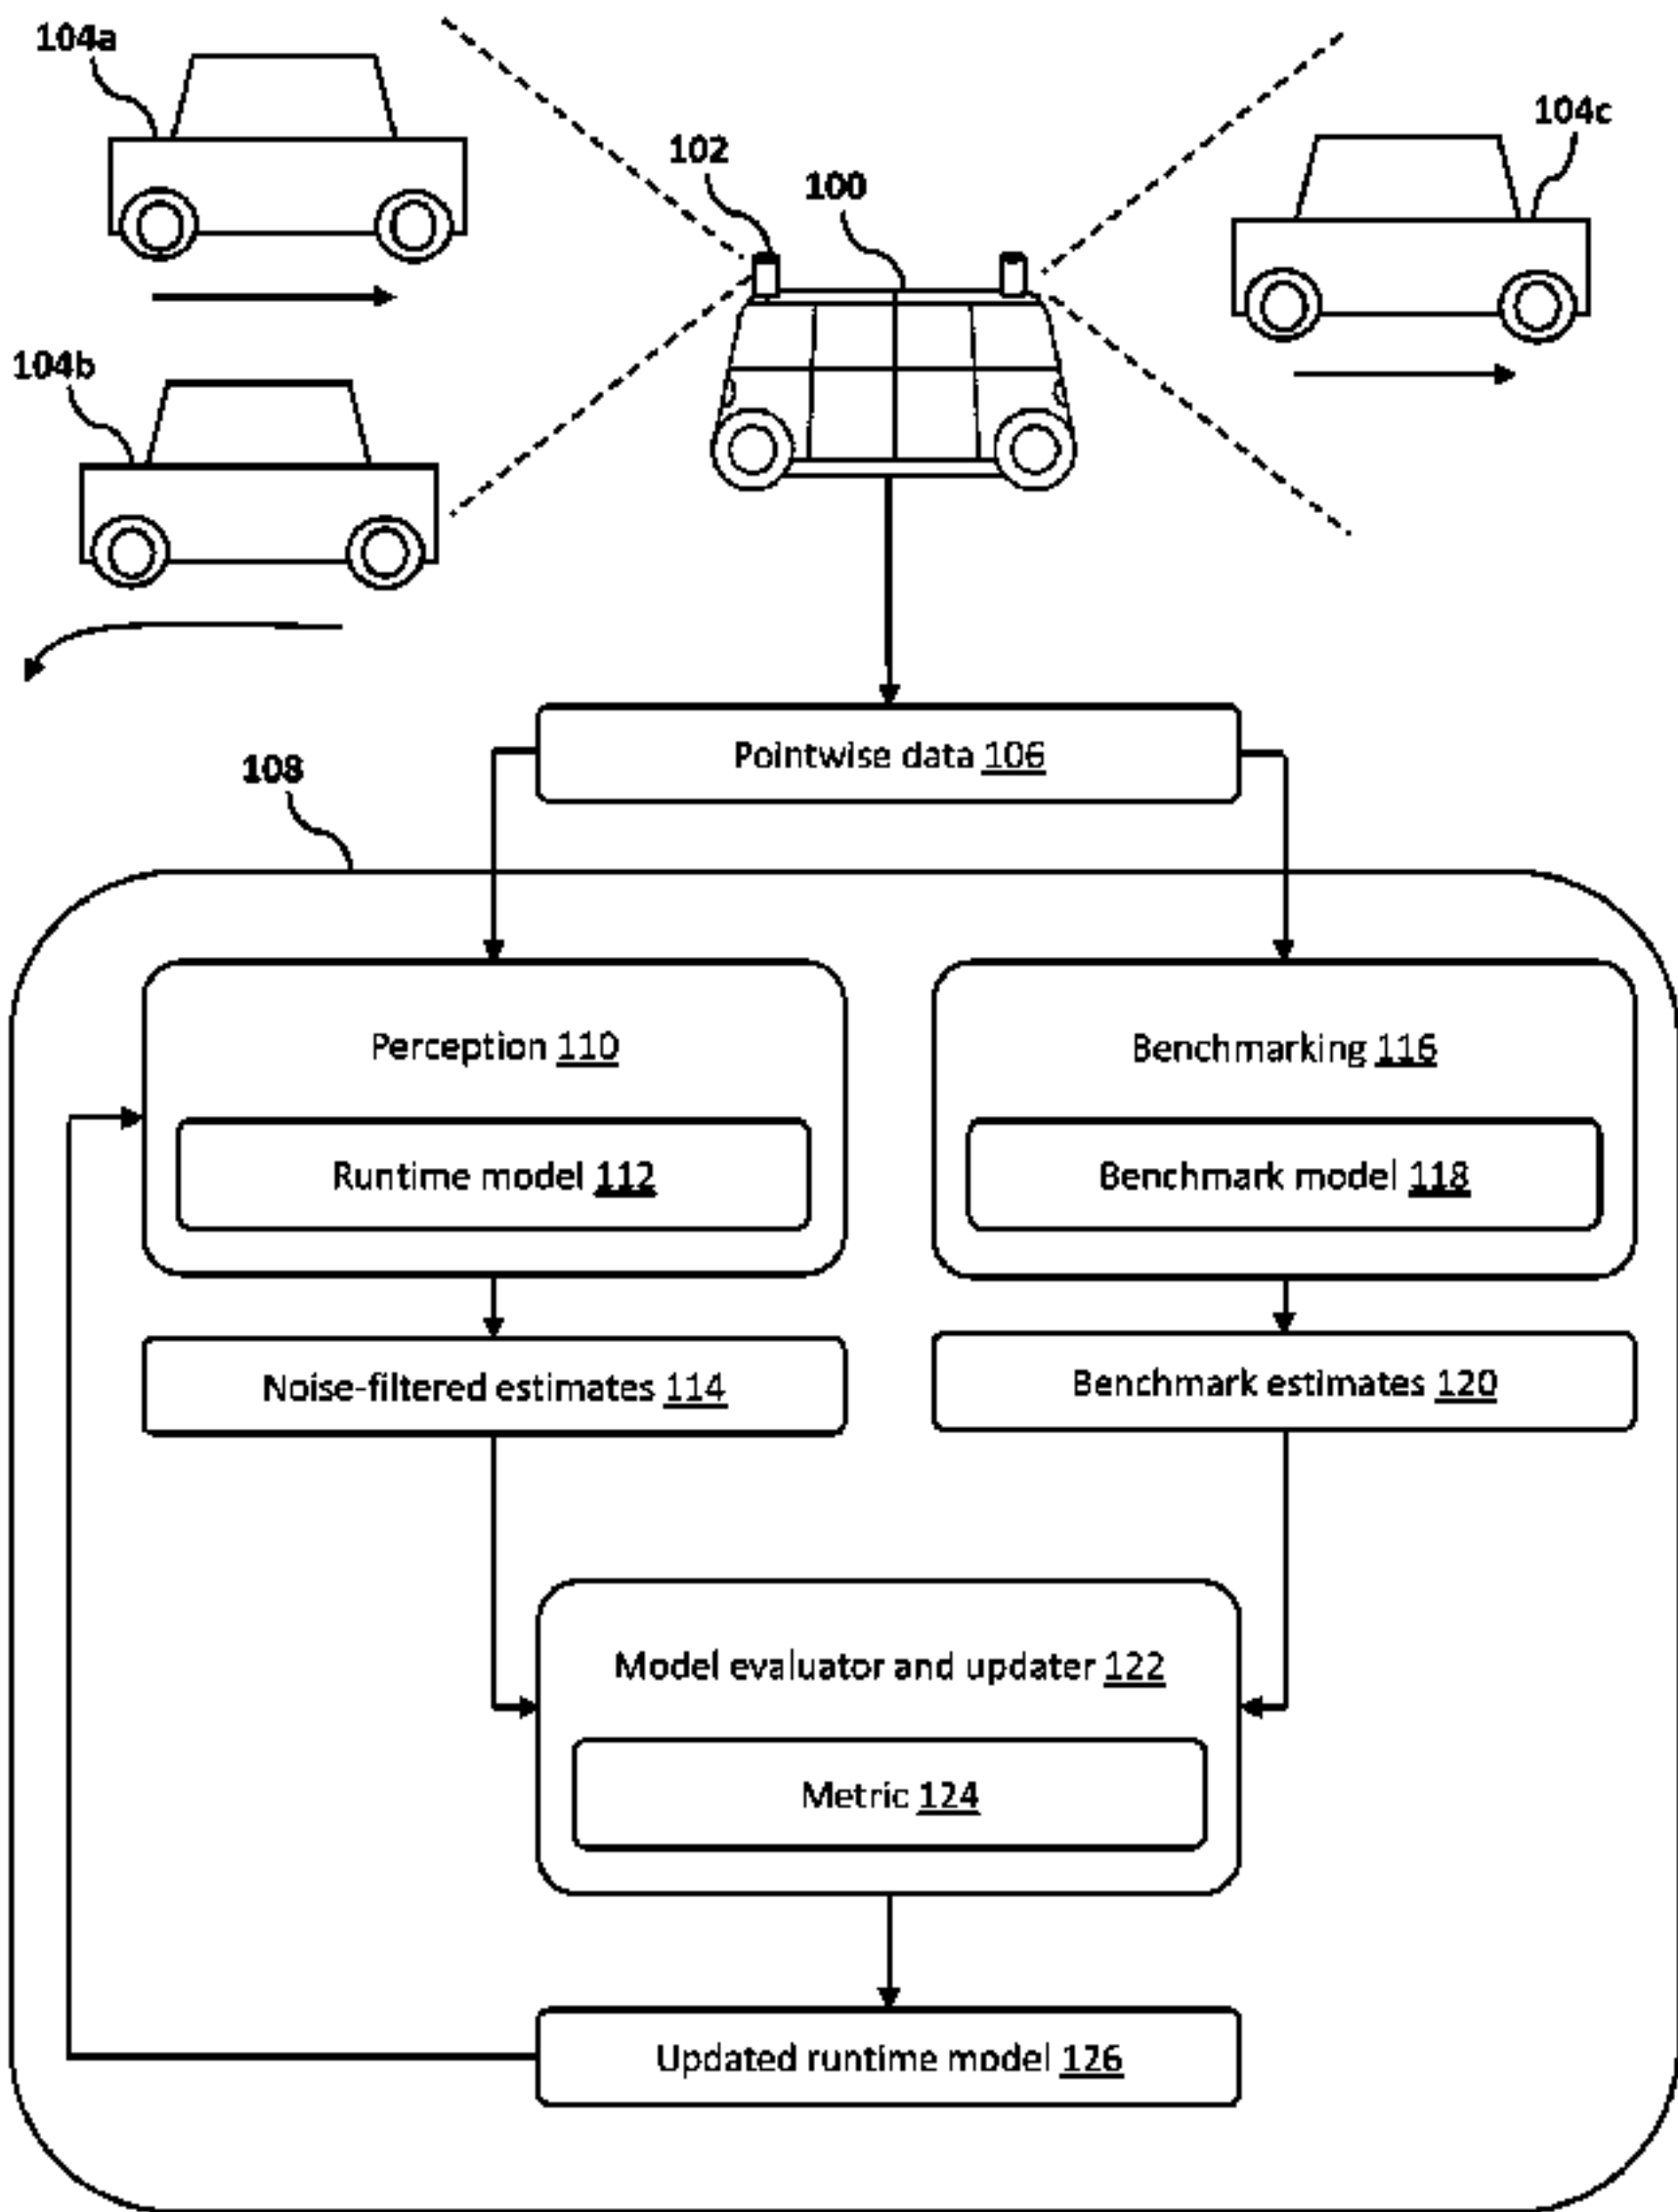 104a
104c
102
100
104b
Pointwise data 106
108
Perception 110
Benchmarking 116
Runtime model 112
Benchmark model 118
Noise-filtered estimates 114
Benchmark estimates 120
Model evaluator and updater 122
Metric 124
Updated runtime model 126